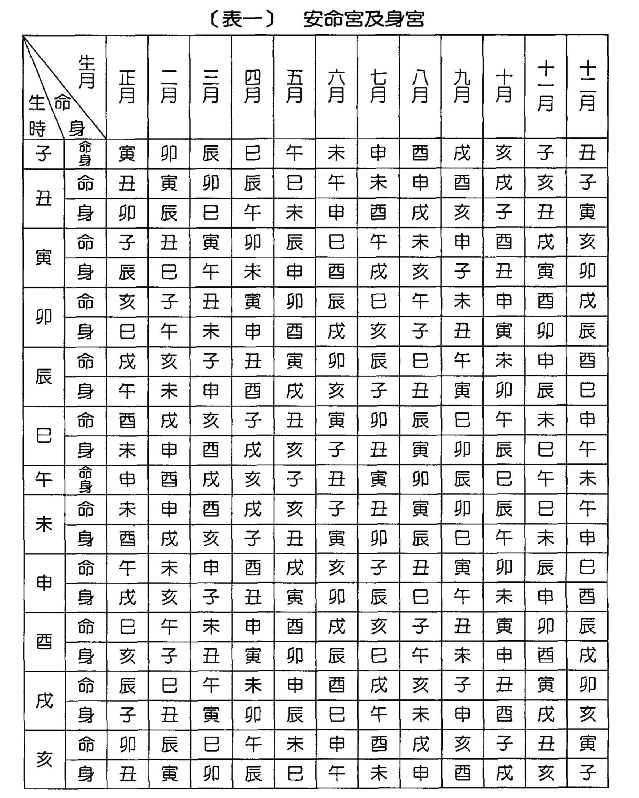 〔表一〕 安命宮及身宮
生月 命身 生時 正月 二月 三月 四月 五月 六月 七月 八月 九月 十月 十一月 十二月
子 命身 寅 卯 辰 巳 午 未 申 酉 戌 亥 子 丑
丑 命 丑 寅 卯 辰 巳 午 未 申 酉 戌 亥 子
身 卯 辰 巳 午 未 申 酉 戌 亥 子 丑 寅
寅 命 子 丑 寅 卯 辰 巳 午 未 申 酉 戌 亥
身 辰 巳 午 未 申 酉 戌 亥 子 丑 寅 卯
卯 命 亥 子 丑 寅 卯 辰 巳 午 未 申 酉 戌
身 巳 午 未 申 酉 戌 亥 子 丑 寅 卯 辰
辰 命 戌 亥 子 丑 寅 卯 辰 巳 午 未 申 酉
身 午 未 申 酉 戌 亥 子 丑 寅 卯 辰 巳
巳 命 酉 戌 亥 子 丑 寅 卯 辰 巳 午 未 申
身 未 申 酉 戌 亥 子 丑 寅 卯 辰 巳 午
午 命身 申 酉 戌 亥 子 丑 寅 卯 辰 巳 午 未
未 命 未 申 酉 戌 亥 子 丑 寅 卯 辰 巳 午
身 酉 戌 亥 子 丑 寅 卯 辰 巳 午 未 申
申 命 午 未 申 酉 戌 亥 子 丑 寅 卯 辰 巳
身 戌 亥 子 丑 寅 卯 辰 巳 午 未 申 酉
酉 命 巳 午 未 申 酉 戌 亥 子 丑 寅 卯 辰
身 亥 子 丑 寅 卯 辰 巳 午 未 申 酉 戌
戌 命 辰 巳 午 未 申 酉 戌 亥 子 丑 寅 卯
身 子 丑 寅 卯 辰 巳 午 未 申 酉 戌 亥
亥 命 卯 辰 巳 午 未 申 酉 戌 亥 子 丑 寅
身 丑 寅 卯 辰 巳 午 未 申 酉 戌 亥 子